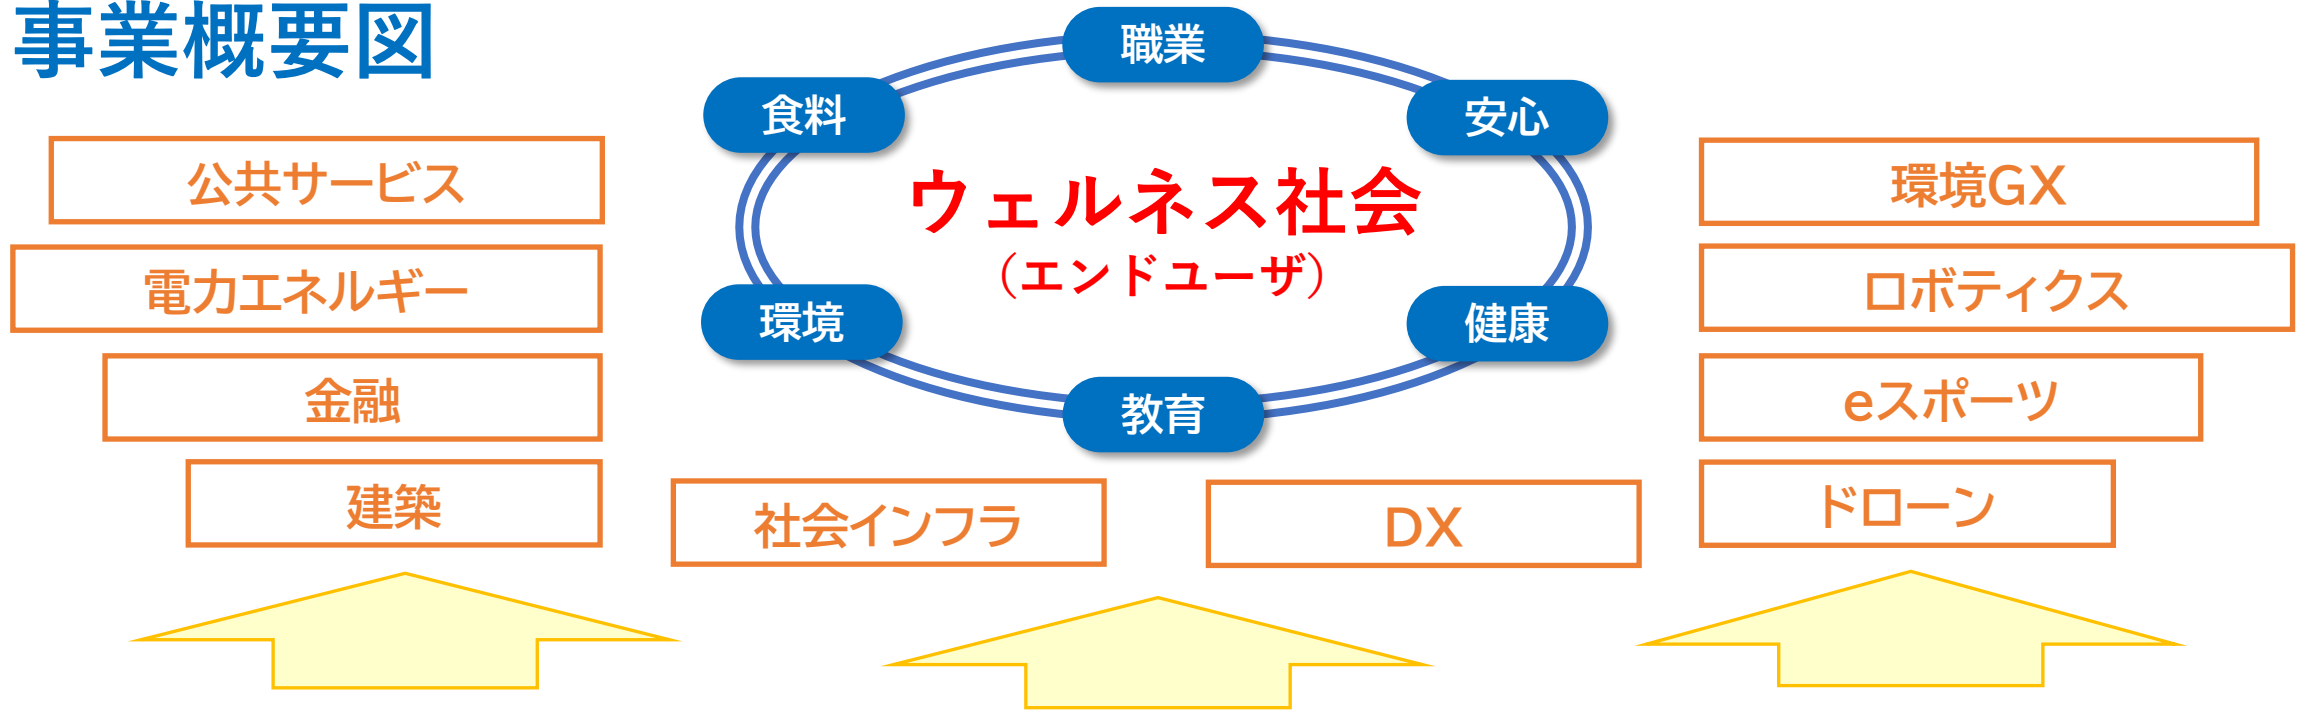 事業概要図
職業
食料
安心
ウェルネス社会
（エンドユーザ）
環境
健康
教育
公共サービス
電力エネルギー
金融
建築
社会インフラ
DX
環境GX
ロボティクス
eスポーツ
ドローン